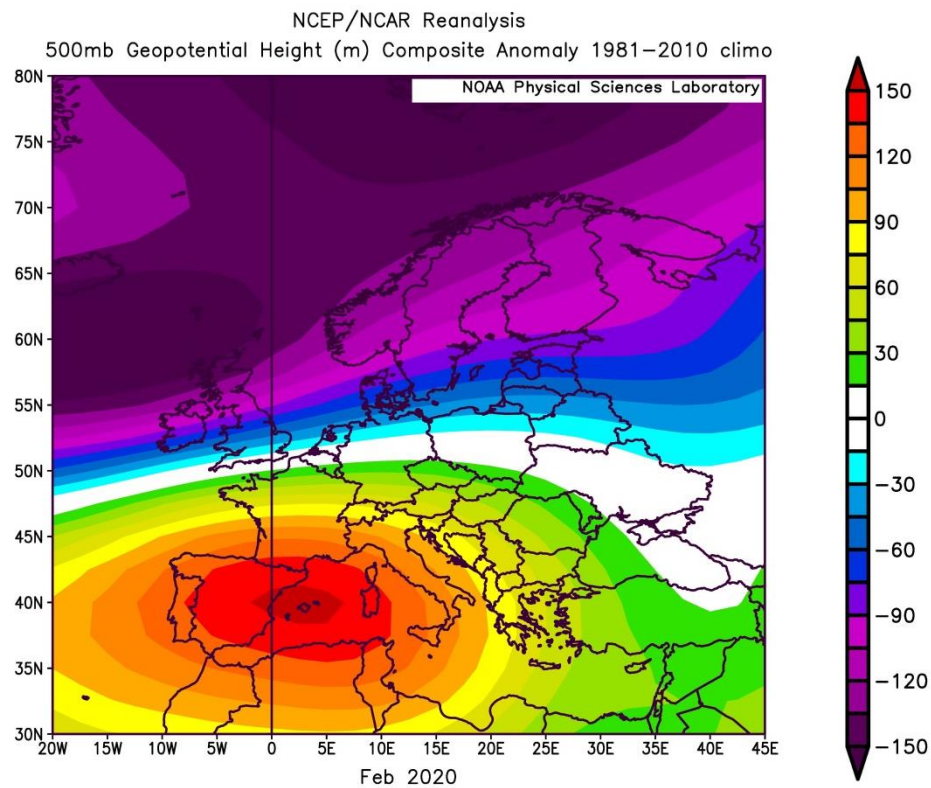 NCEP/NCAR Reanalysis
500mb Geopotential Height (m) Composite Anomaly 1981-2010 climo
NOAA Physical Sciences Laboratory
80N
75N
70N
65N
60N
55N
50N
45N
40N
35N
30N
20W 15W 10W 5W 0 5E 10E 15E 20E 25E 30E 35E 40E 45E
Feb 2020
150
120
90
60
30
0
-30
-60
-90
-120
-150